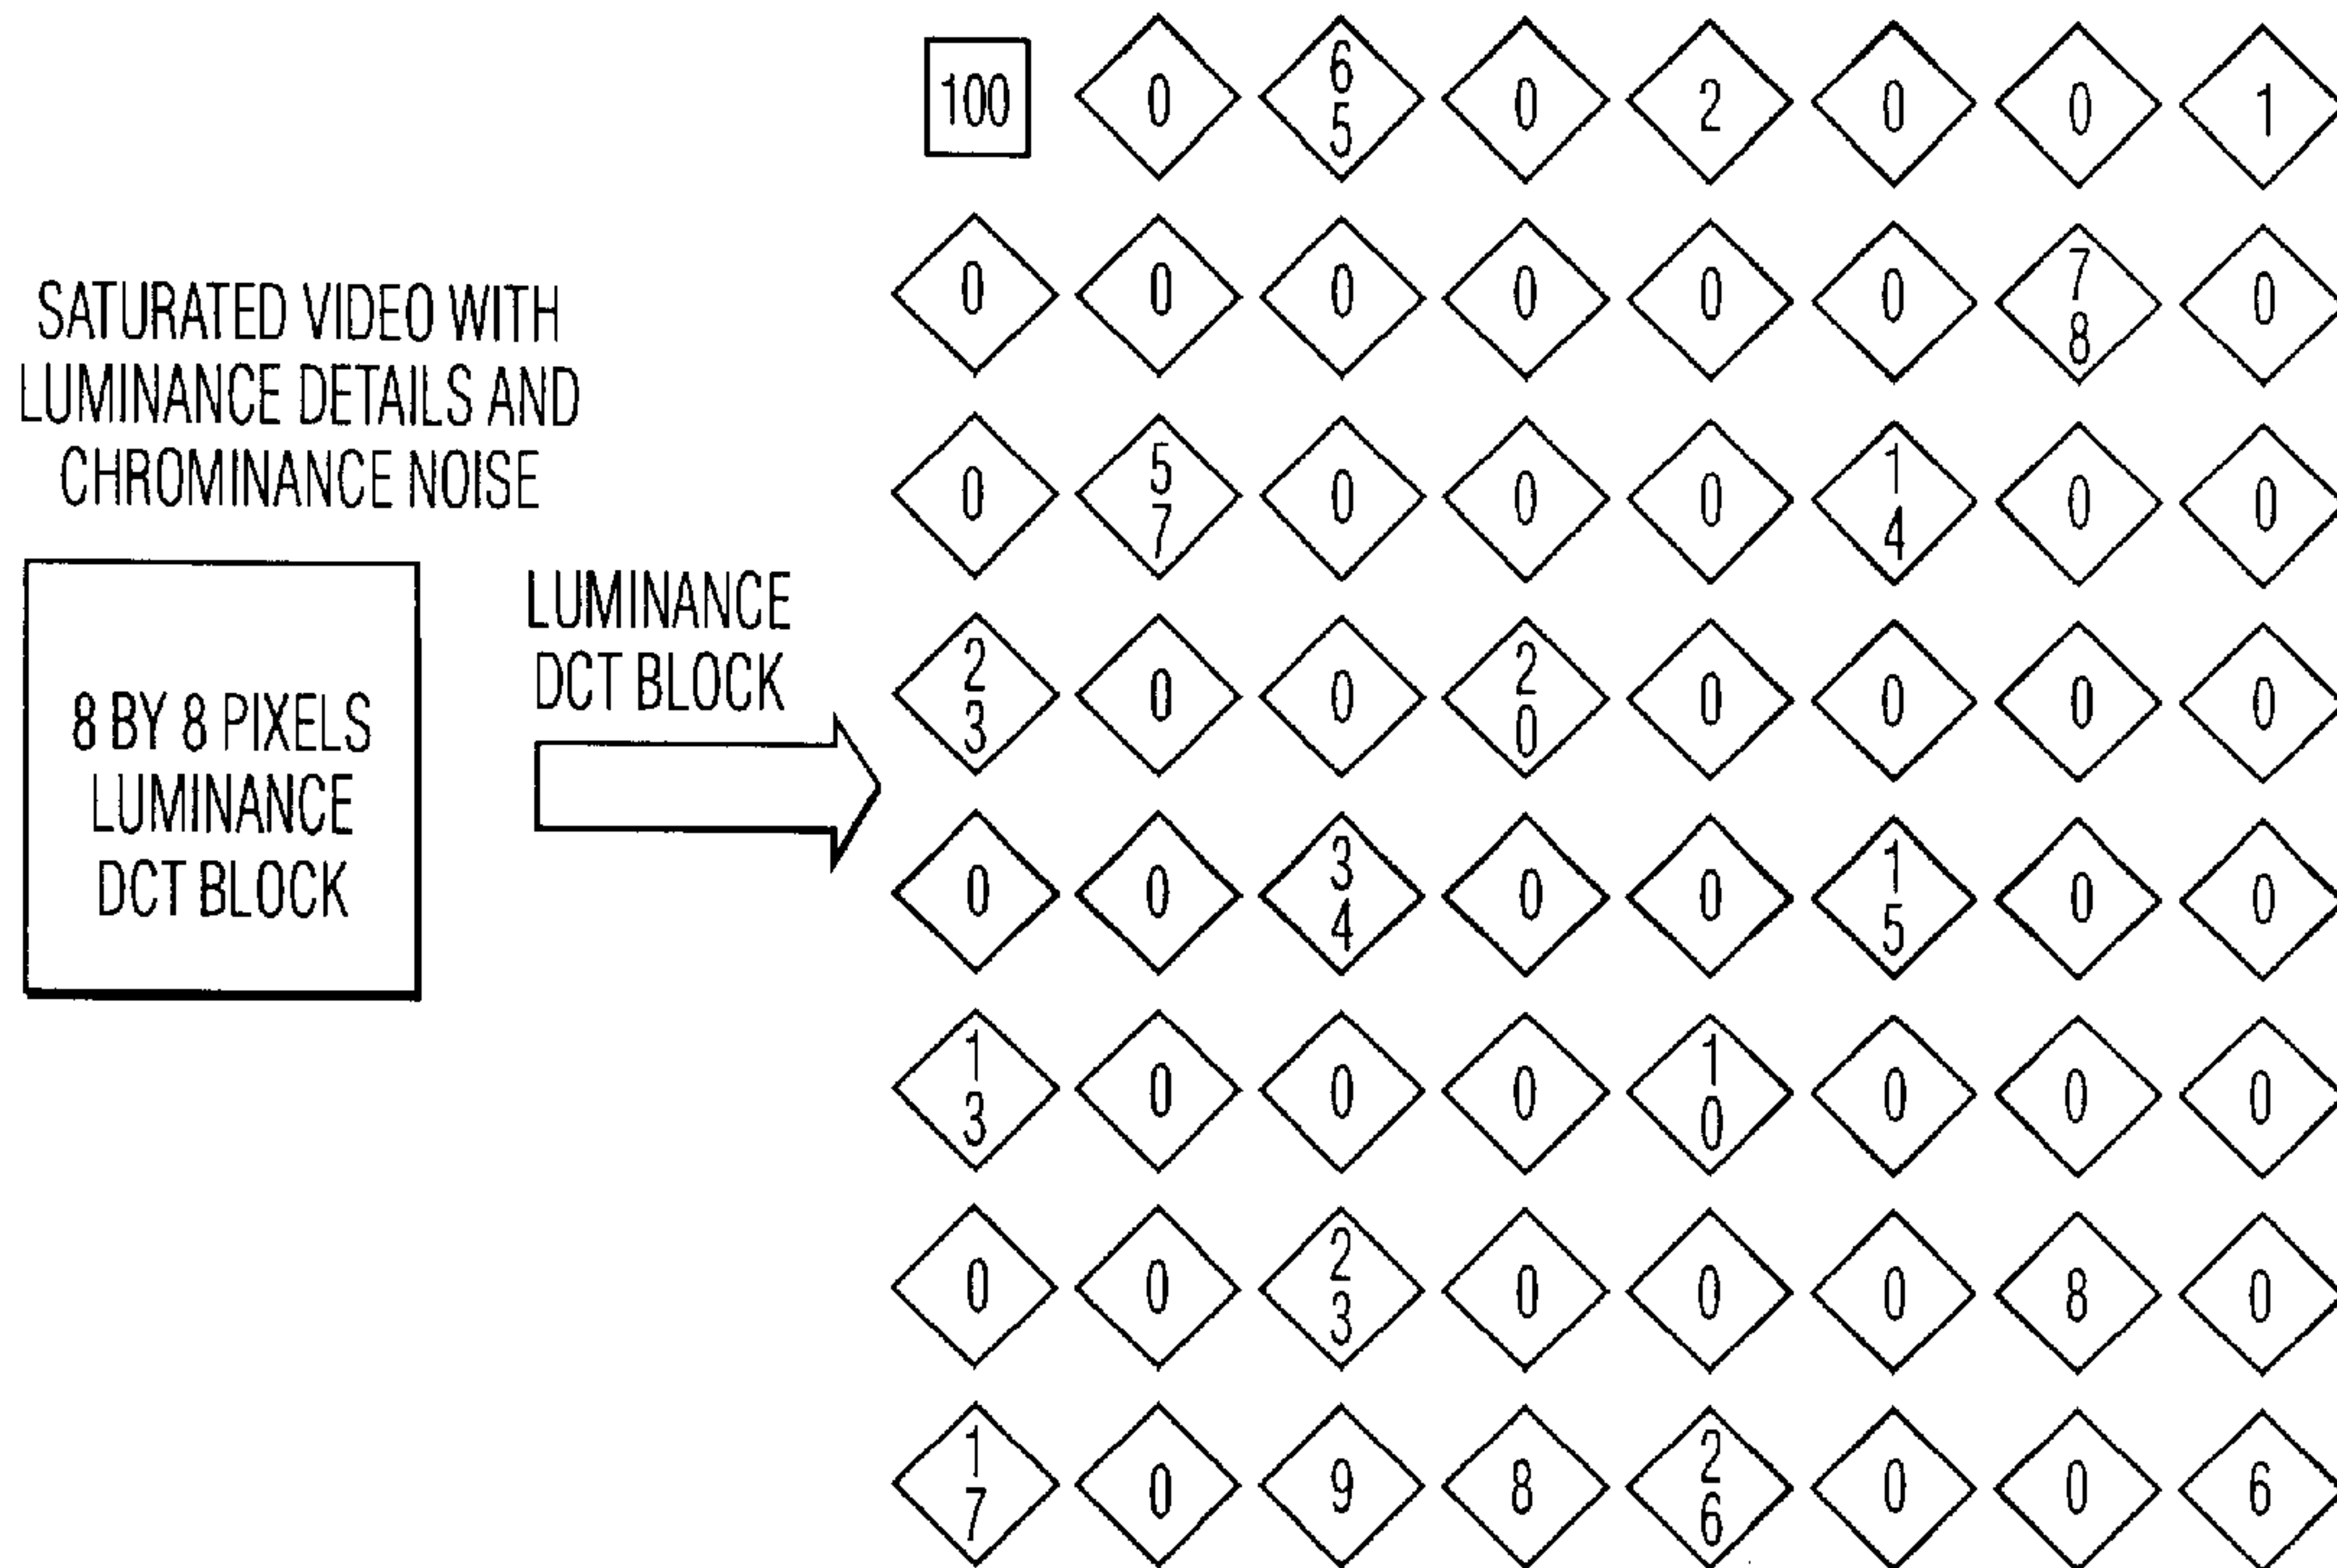 SATURATED VIDEO WITH
LUMINANCE DETAILS AND
CHROMINANCE NOISE
8 BY 8 PIXELS
LUMINANCE
DCT BLOCK
LUMINANCE
DCT BLOCK
100 0 65 0 2 0 0 1
0 0 0 0 0 0 78 0
0 57 0 0 0 14 0 0
23 0 0 20 0 0 0 0
0 0 34 0 0 15 0 0
13 0 0 0 10 0 0 0
0 0 23 0 0 0 8 0
17 0 9 8 26 0 0 6